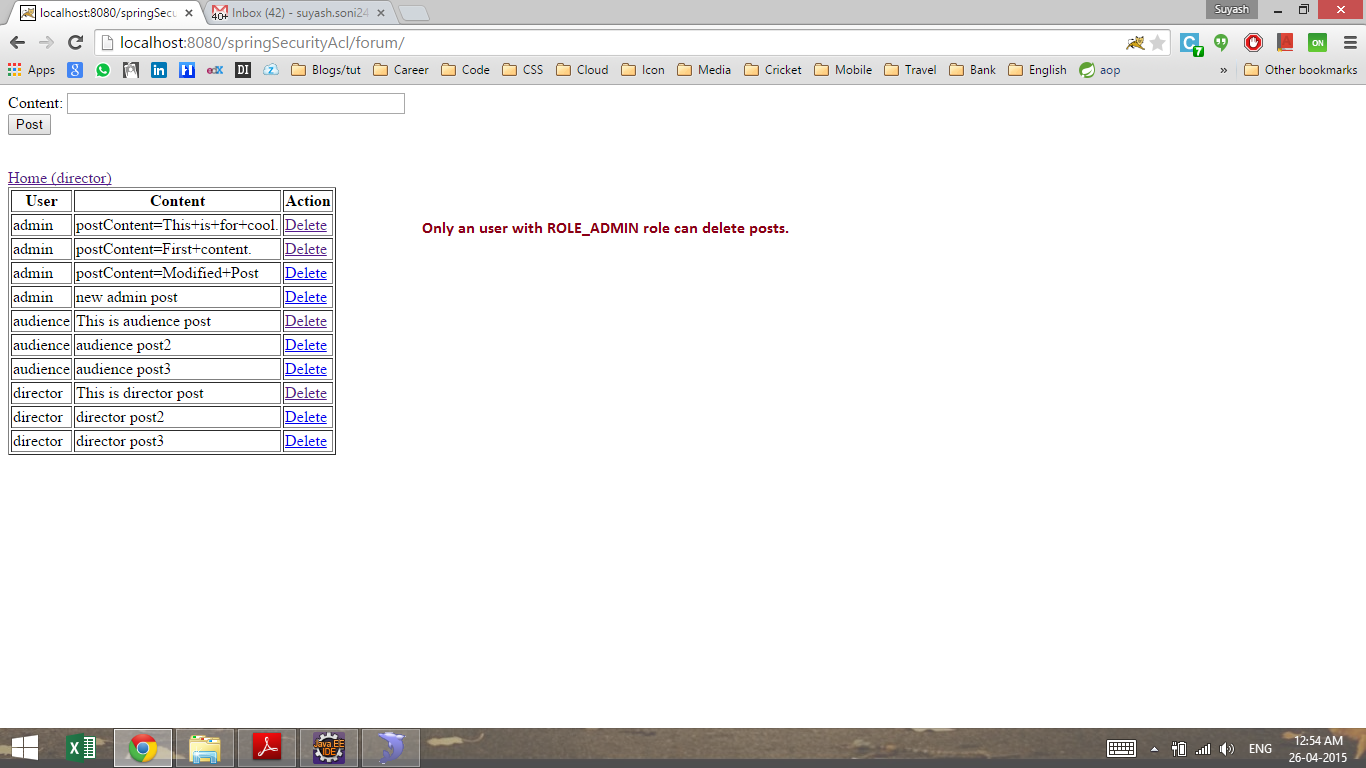 localhost:8080/springSecu
Inbox (42) - suyash.soni24
Suyash
localhost:8080/springSecurityAcl/forum/
7
ON
Apps
Blogs/tut
Career
Code
CSS
Cloud
Icon
Media
Cricket
Mobile
Travel
Bank
English
aop
»
Other bookmarks
Content:
Post
Home (director)
User Content Action
admin postContent=This+is+for+cool. Delete
admin postContent=First+content. Delete
admin postContent=Modified+Post Delete
admin new admin post Delete
audience This is audience post Delete
audience audience post2 Delete
audience audience post3 Delete
director This is director post Delete
director director post2 Delete
director director post3 Delete
Only an user with ROLE_ADMIN role can delete posts.
Java EE
IDE
ENG
12:54 AM
26-04-2015